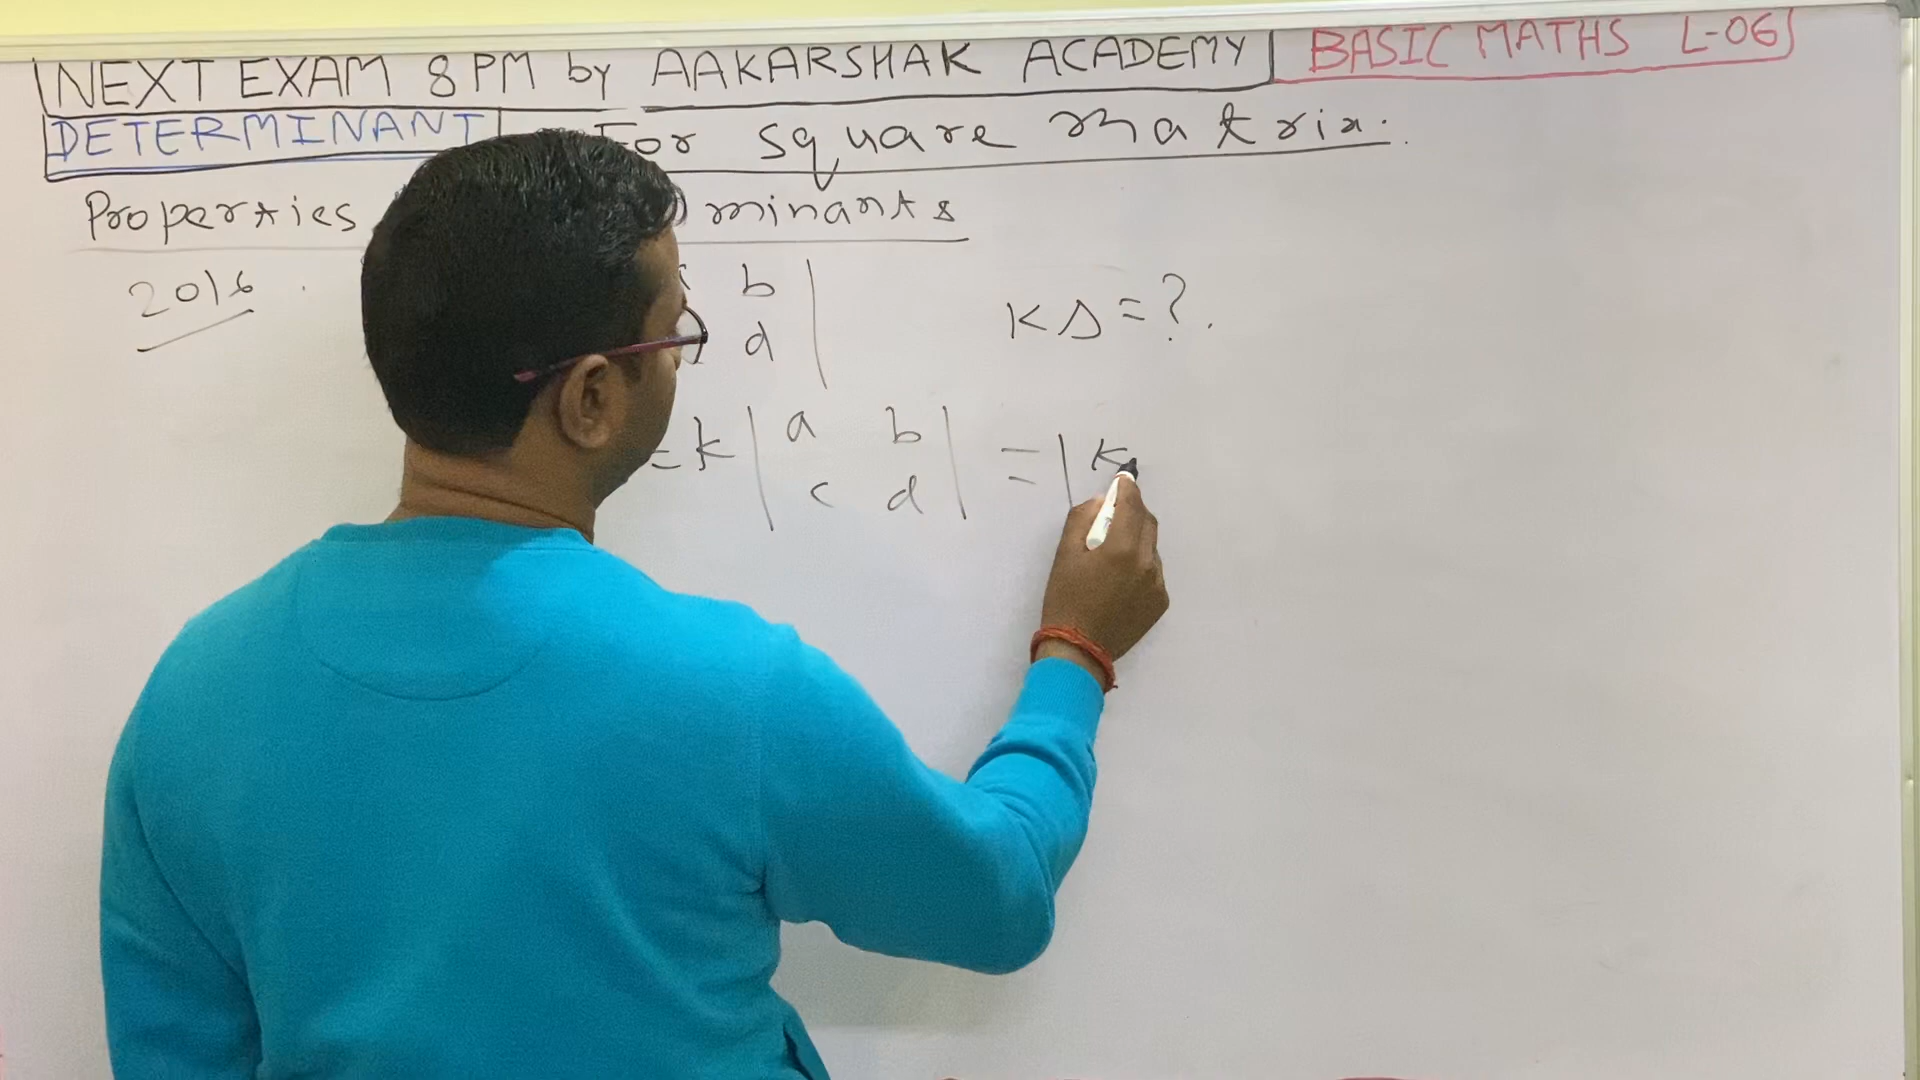 NEXT EXAM 8 PM by AAKARSHAK ACADEMY BASIC MATHS L-06
DETERMINANT For square matrix.
Properties minants
2016 b KΔ=?.
d
=k| a b | = | K
c d